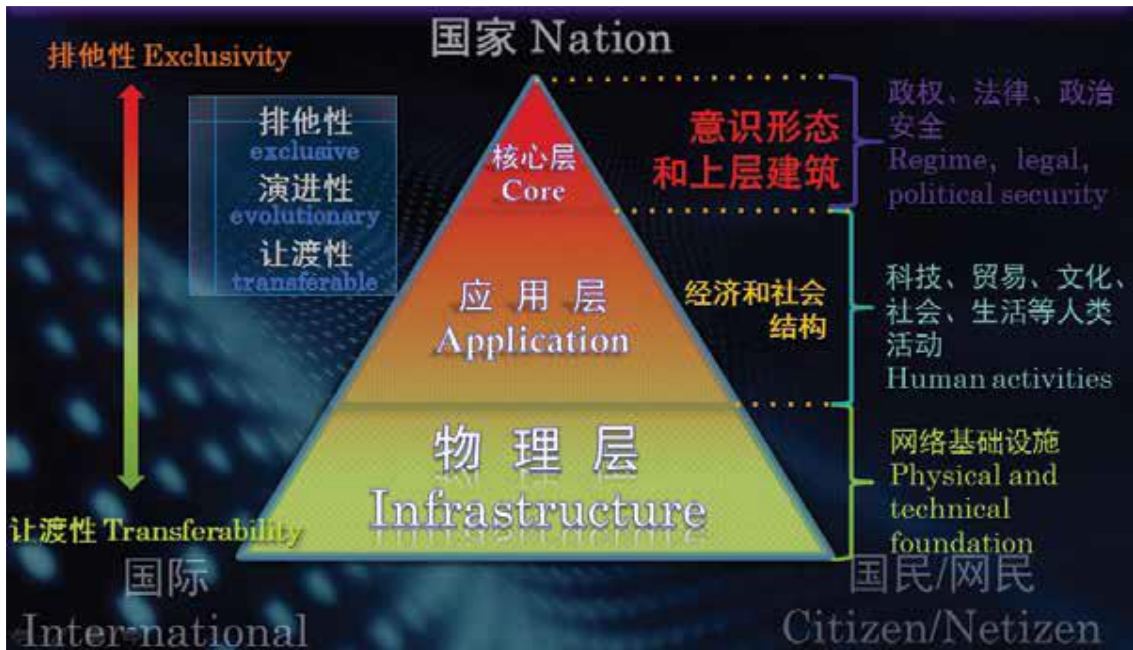 国家 Nation
排他性 Exclusivity
排他性
exclusive
演进性
evolutionary
让渡性
transferable
核心层
Core
应用层
Application
物理层
Infrastructure
意识形态
和上层建筑
经济和社会
结构
政权、法律、政治
安全
Regime, legal,
political security
科技、贸易、文化、
社会、生活等人类
活动
Human activities
网络基础设施
Physical and
technical
foundation
让渡性 Transferability
国际
Inter-national
国民/网民
Citizen/Netizen